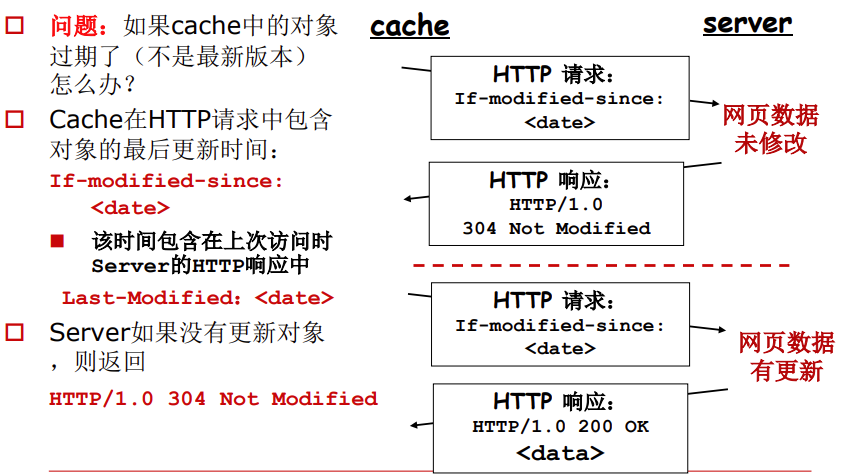 问题：如果cache中的对象
过期了（不是最新版本）
怎么办？
Cache在HTTP请求中包含
对象的最后更新时间：
If-modified-since:
<date>
该时间包含在上次访问时
Server的HTTP响应中
Last-Modified：<date>
Server如果没有更新对象
，则返回
HTTP/1.0 304 Not Modified
cache
server
HTTP 请求：
If-modified-since:
<date>
网页数据
未修改
HTTP 响应：
HTTP/1.0
304 Not Modified
HTTP 请求：
If-modified-since:
<date>
网页数据
有更新
HTTP 响应：
HTTP/1.0 200 OK
<data>